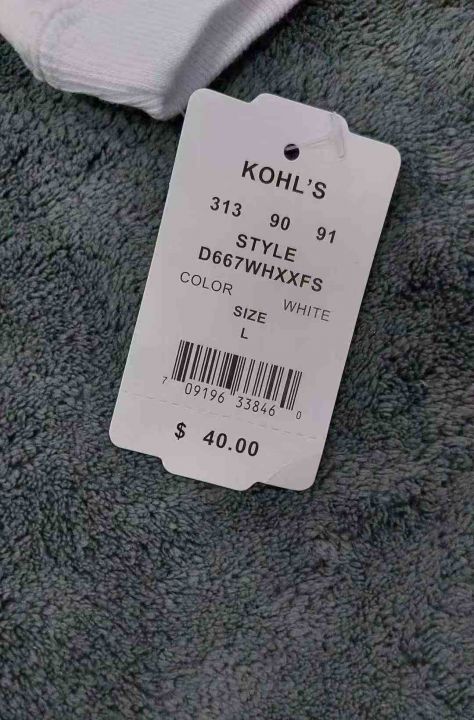 KOHL'S
313 90 91
STYLE
D667WHXXFS
COLOR WHITE
SIZE
L
7 09196 33846 0
$ 40.00